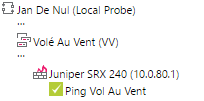 Jan De Nul (Local Probe)
...
Volé Au Vent (VV)
...
Juniper SRX 240 (10.0.80.1)
Ping Vol Au Vent